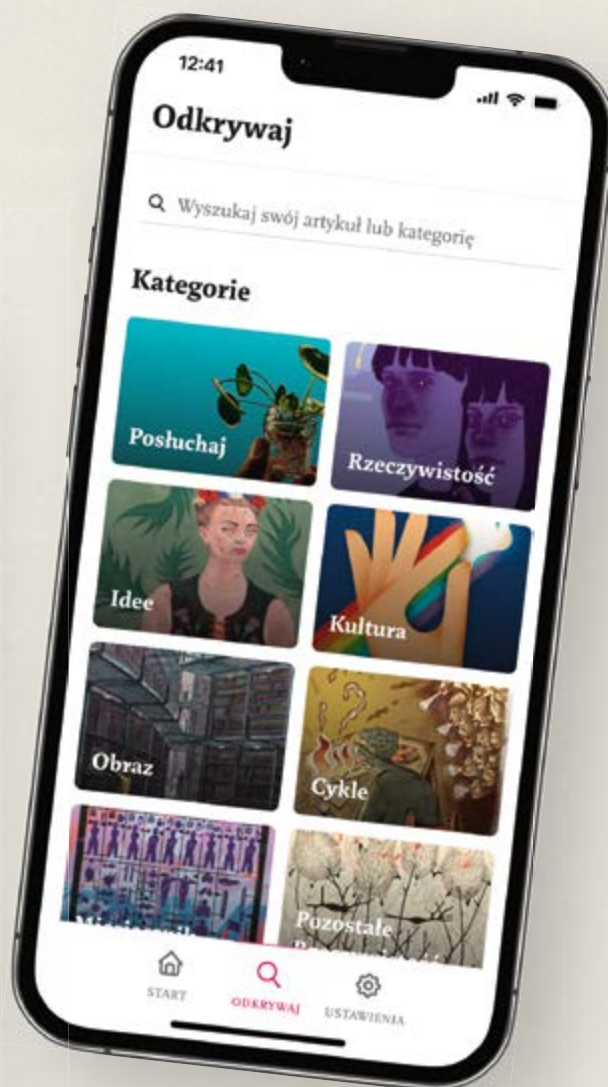 12:41
Odkrywaj
Wyszukaj swój artykuł lub kategorię
Kategorie
Posłuchaj
Rzeczywistość
Idee
Kultura
Obraz
Cykle
Pozostałe
START
ODKRYWAJ
USTAWIENIA